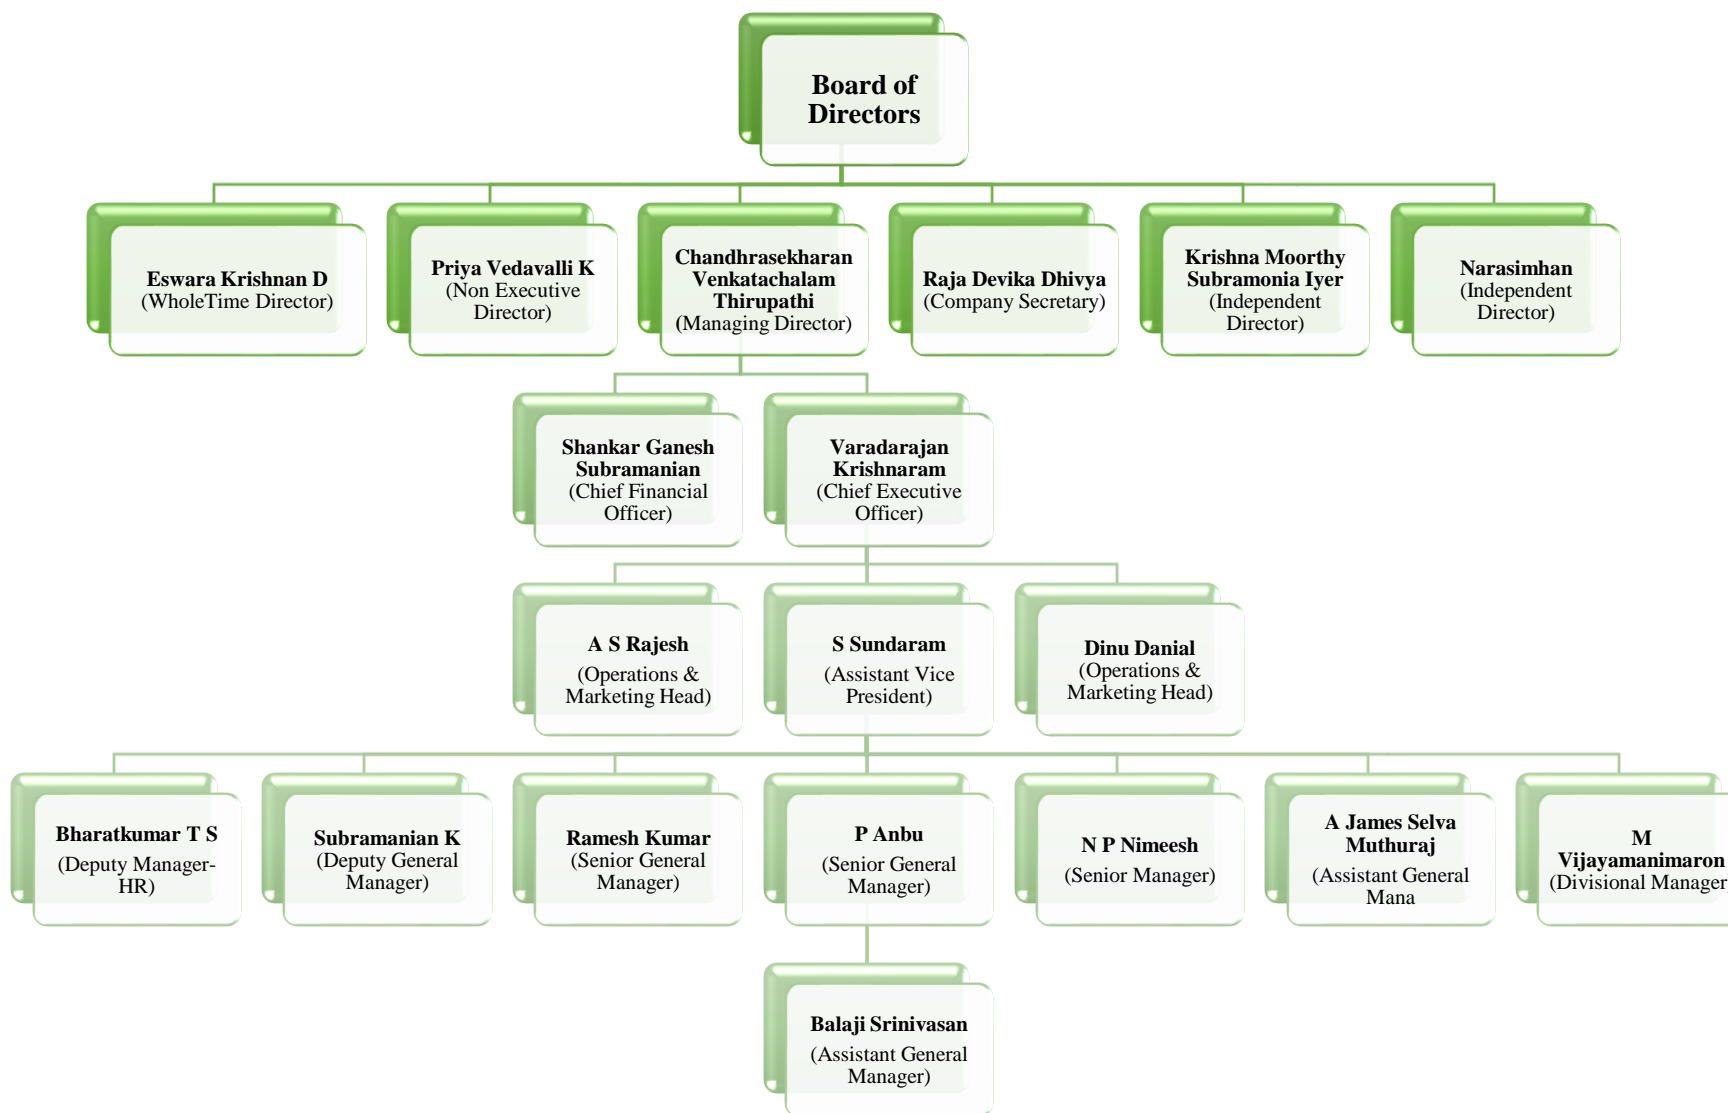 Board of
Directors
Eswara Krishnan D
(WholeTime Director)
Priya Vedavalli K
(Non Executive
Director)
Chandhrasekharan
Venkatachalam
Thirupathi
(Managing Director)
Raja Devika Dhivya
(Company Secretary)
Krishna Moorthy
Subramonia Iyer
(Independent
Director)
Narasimhan
(Independent
Director)
Shankar Ganesh
Subramanian
(Chief Financial
Officer)
Varadarajan
Krishnaram
(Chief Executive
Officer)
A S Rajesh
(Operations &
Marketing Head)
S Sundaram
(Assistant Vice
President)
Dinu Danial
(Operations &
Marketing Head)
Bharatkumar T S
(Deputy Manager-
HR)
Subramanian K
(Deputy General
Manager)
Ramesh Kumar
(Senior General
Manager)
P Anbu
(Senior General
Manager)
N P Nimeesh
(Senior Manager)
A James Selva
Muthuraj
(Assistant General
Mana
M
Vijayamanimaron
(Divisional Manager)
Balaji Srinivasan
(Assistant General
Manager)